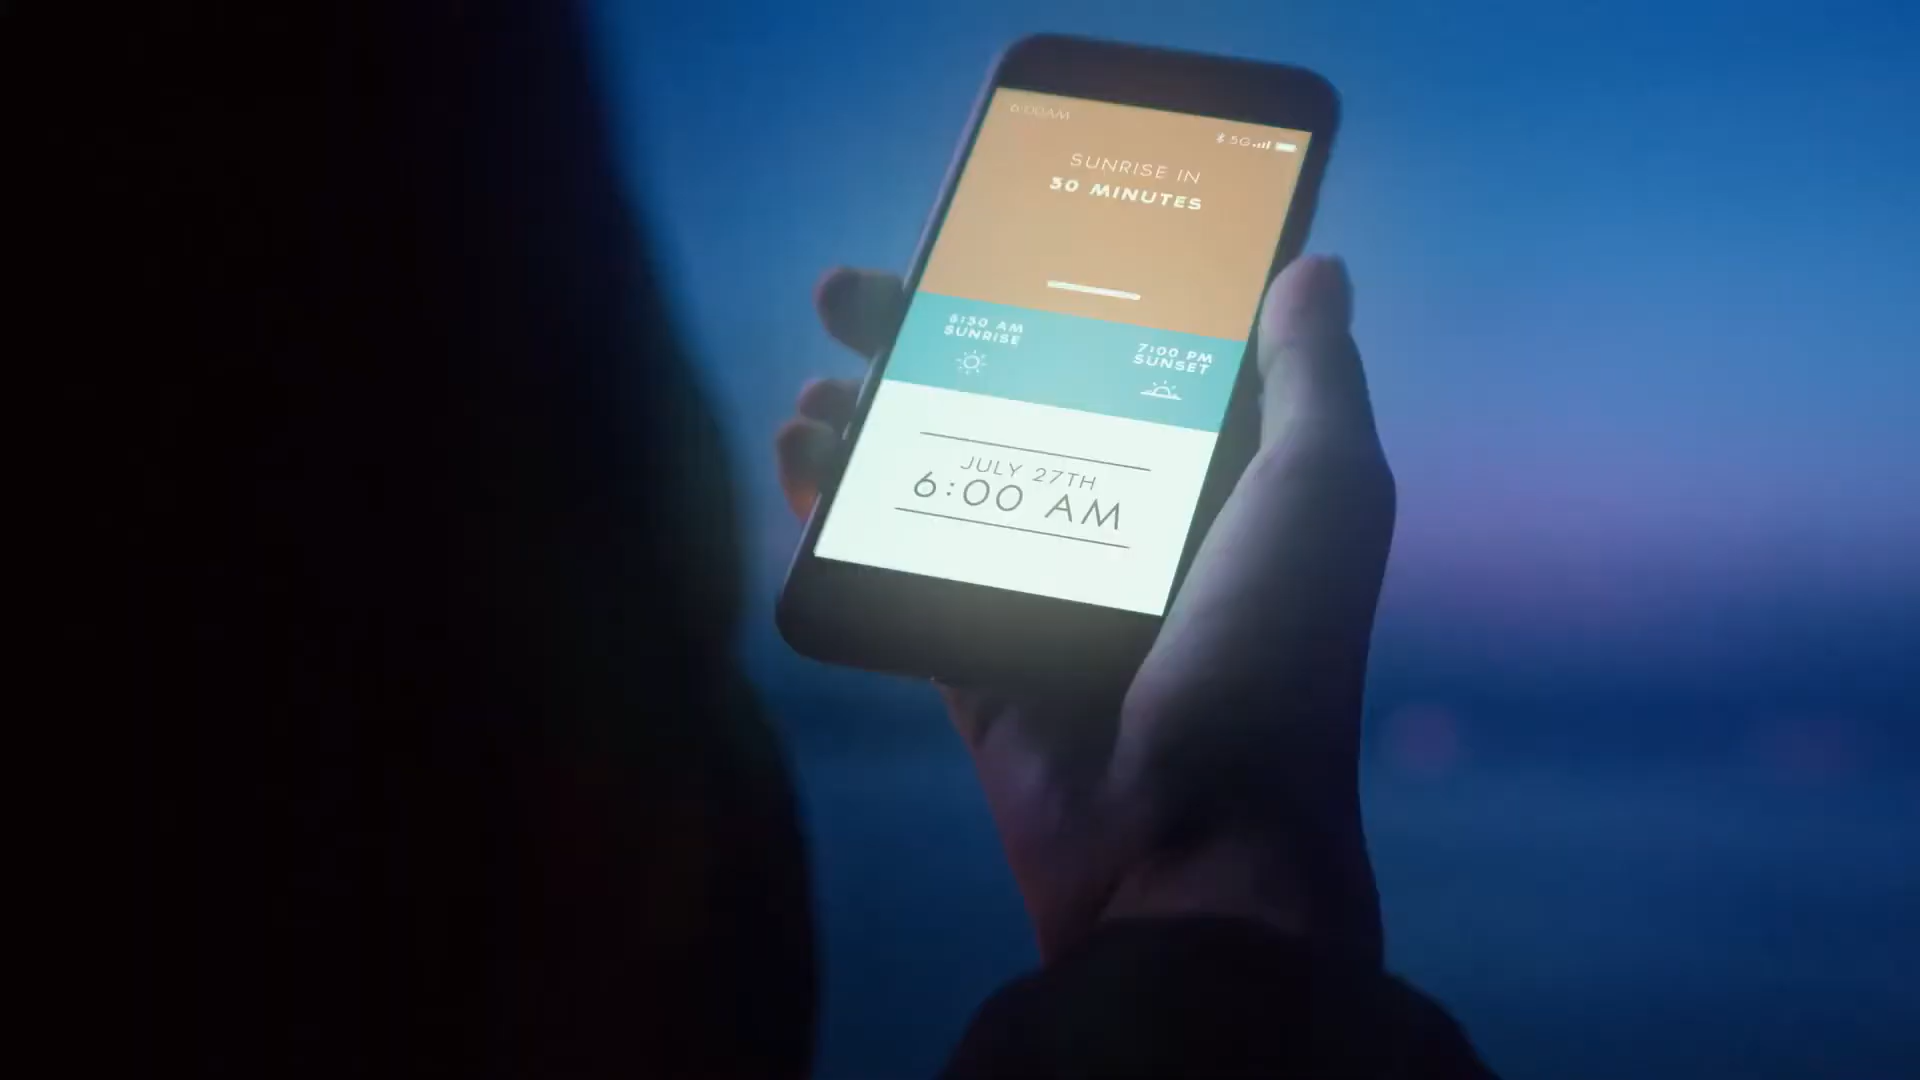 6:00AM
5G
SUNRISE IN
30 MINUTES
6:30 AM
SUNRISE
7:00 PM
SUNSET
JULY 27TH
6:00 AM